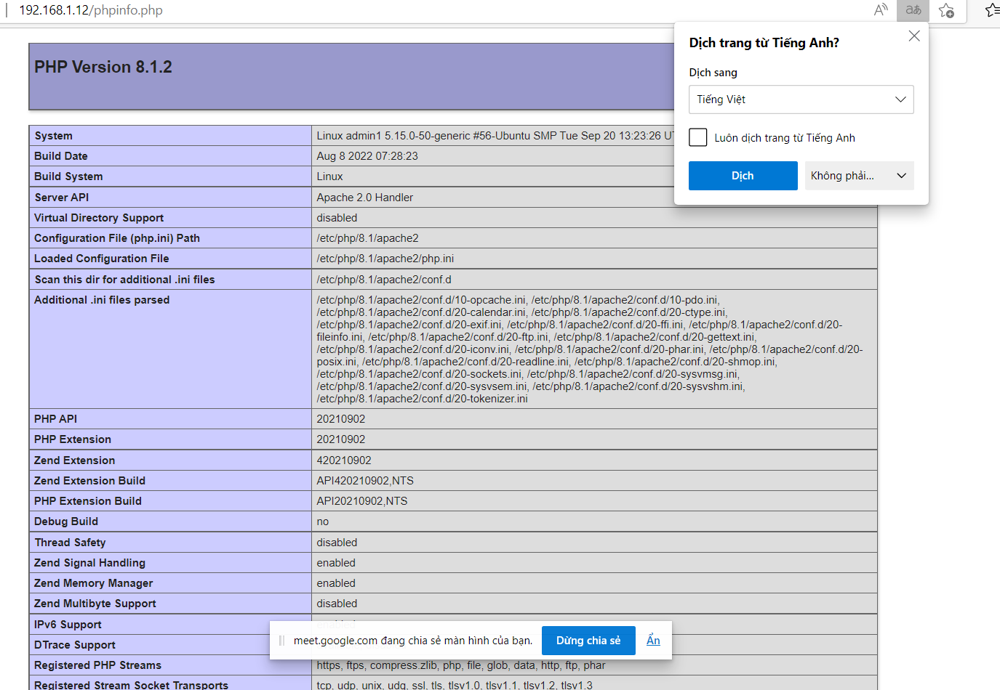 192.168.1.12/phpinfo.php
Dịch trang từ Tiếng Anh?
Dịch sang
Tiếng Việt
Luôn dịch trang từ Tiếng Anh
Dịch
Không phải...
PHP Version 8.1.2
System Linux admin1 5.15.0-50-generic #56-Ubuntu SMP Tue Sep 20 13:23:26
Build Date Aug 8 2022 07:28:23
Build System Linux
Server API Apache 2.0 Handler
Virtual Directory Support disabled
Configuration File (php.ini) Path /etc/php/8.1/apache2
Loaded Configuration File /etc/php/8.1/apache2/php.ini
Scan this dir for additional .ini files /etc/php/8.1/apache2/conf.d
Additional .ini files parsed /etc/php/8.1/apache2/conf.d/10-opcache.ini, /etc/php/8.1/apache2/conf.d/10-pdo.ini,
/etc/php/8.1/apache2/conf.d/20-calendar.ini, /etc/php/8.1/apache2/conf.d/20-ctype.ini,
/etc/php/8.1/apache2/conf.d/20-exif.ini, /etc/php/8.1/apache2/conf.d/20-ffi.ini, /etc/php/8.1/apache2/conf.d/20-
fileinfo.ini, /etc/php/8.1/apache2/conf.d/20-ftp.ini, /etc/php/8.1/apache2/conf.d/20-gettext.ini,
/etc/php/8.1/apache2/conf.d/20-iconv.ini, /etc/php/8.1/apache2/conf.d/20-phar.ini, /etc/php/8.1/apache2/conf.d/20-
posix.ini, /etc/php/8.1/apache2/conf.d/20-readline.ini, /etc/php/8.1/apache2/conf.d/20-shmop.ini,
/etc/php/8.1/apache2/conf.d/20-sockets.ini, /etc/php/8.1/apache2/conf.d/20-sysvmsg.ini,
/etc/php/8.1/apache2/conf.d/20-sysvsem.ini, /etc/php/8.1/apache2/conf.d/20-sysvshm.ini,
/etc/php/8.1/apache2/conf.d/20-tokenizer.ini
PHP API 20210902
PHP Extension 20210902
Zend Extension 420210902
Zend Extension Build API420210902,NTS
PHP Extension Build API20210902,NTS
Debug Build no
Thread Safety disabled
Zend Signal Handling enabled
Zend Memory Manager enabled
Zend Multibyte Support disabled
IPv6 Support enabled
DTrace Support
meet.google.com đang chia sẻ màn hình của bạn. Dừng chia sẻ Ẩn
Registered PHP Streams https, ftps, compress.zlib, php, file, glob, data, http, ftp, phar
Registered Stream Socket Transports tcp, udp, unix, udg, ssl, tls, tlsv1.0, tlsv1.1, tlsv1.2, tlsv1.3